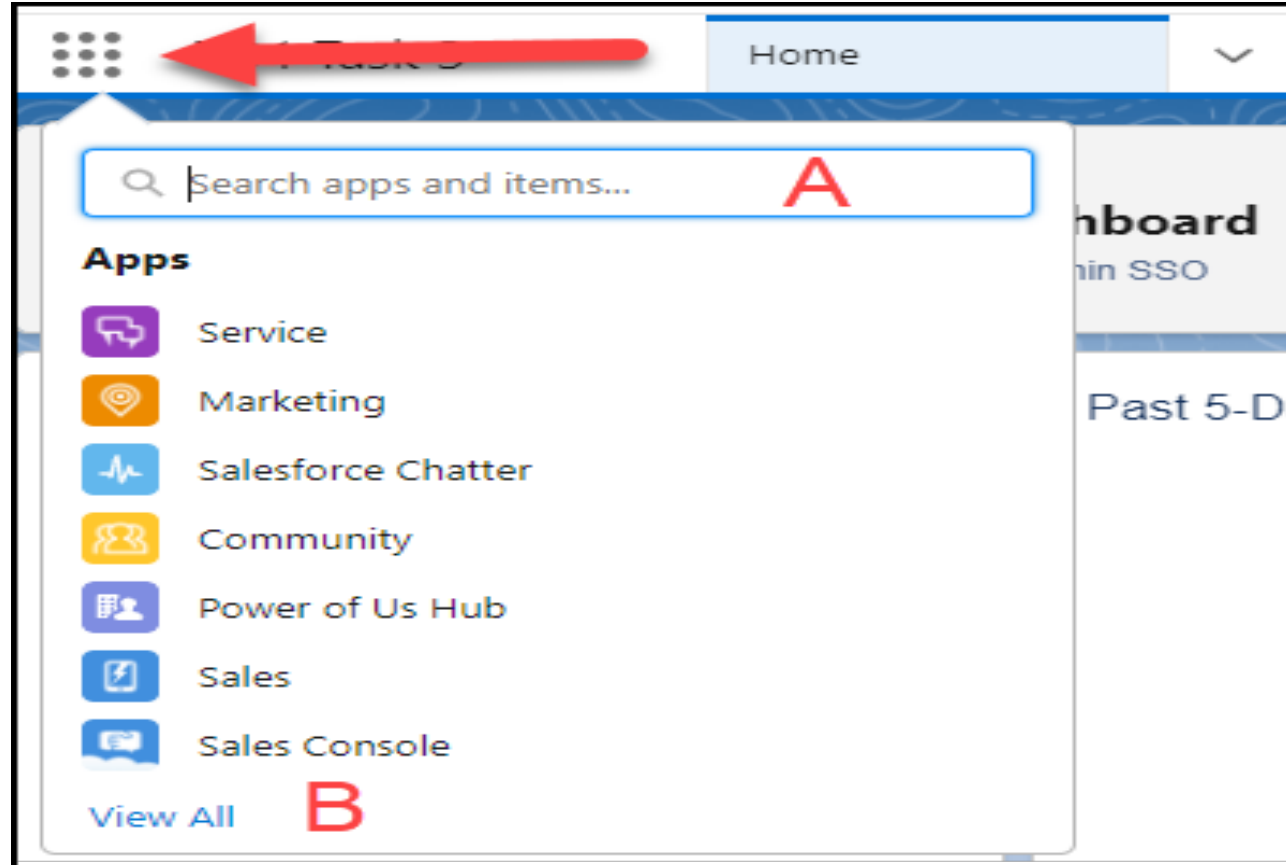 Home
Search apps and items... A
hboard
Apps
nin SSO
Service
Marketing
Past 5-D
Salesforce Chatter
Community
Power of Us Hub
Sales
Sales Console
View All B